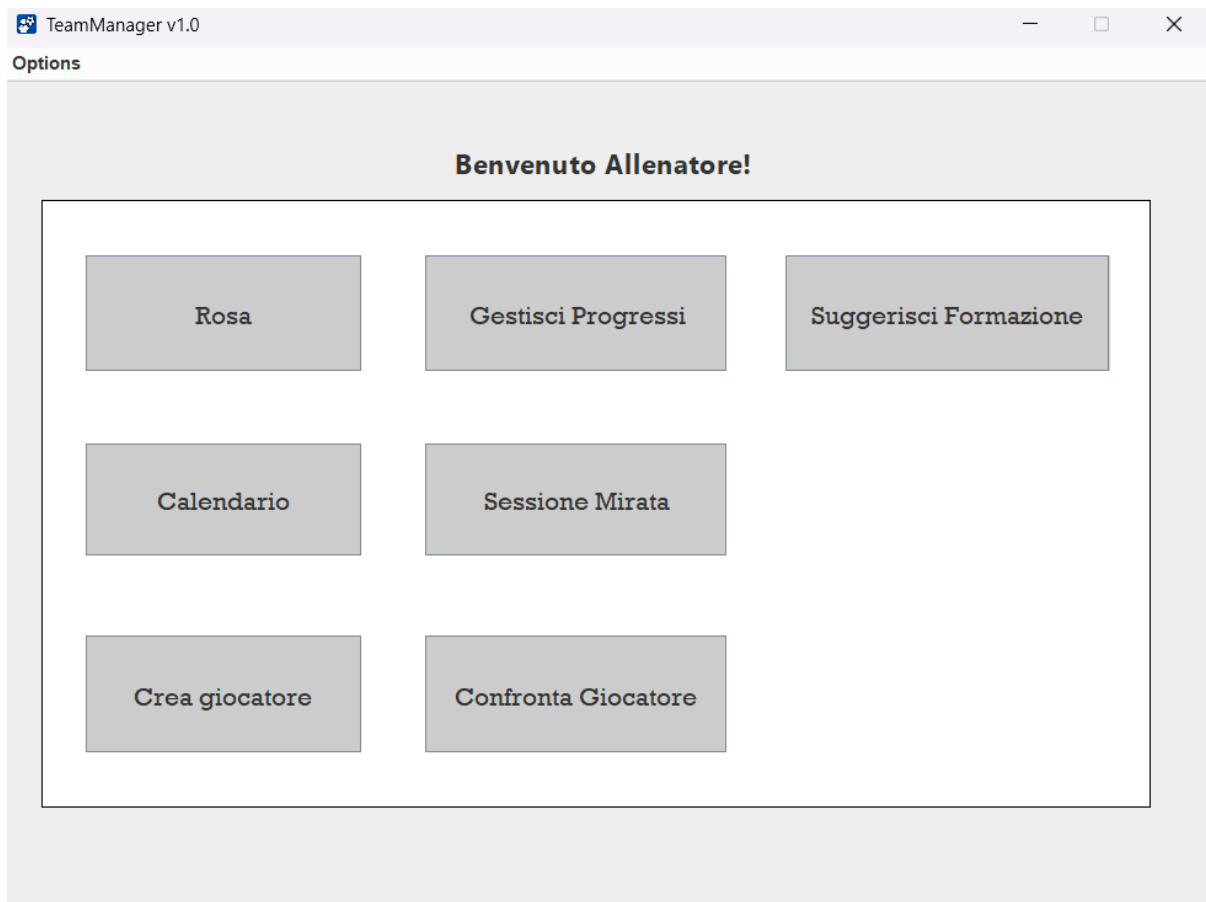 TeamManager v1.0
Options
Benvenuto Allenatore!
Rosa
Gestisci Progressi
Suggerisci Formazione
Calendario
Sessione Mirata
Crea giocatore
Confronta Giocatore